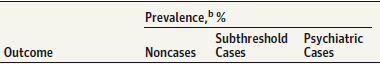 Prevalence,b %
Subthreshold Psychiatric
Outcome Noncases Cases Cases